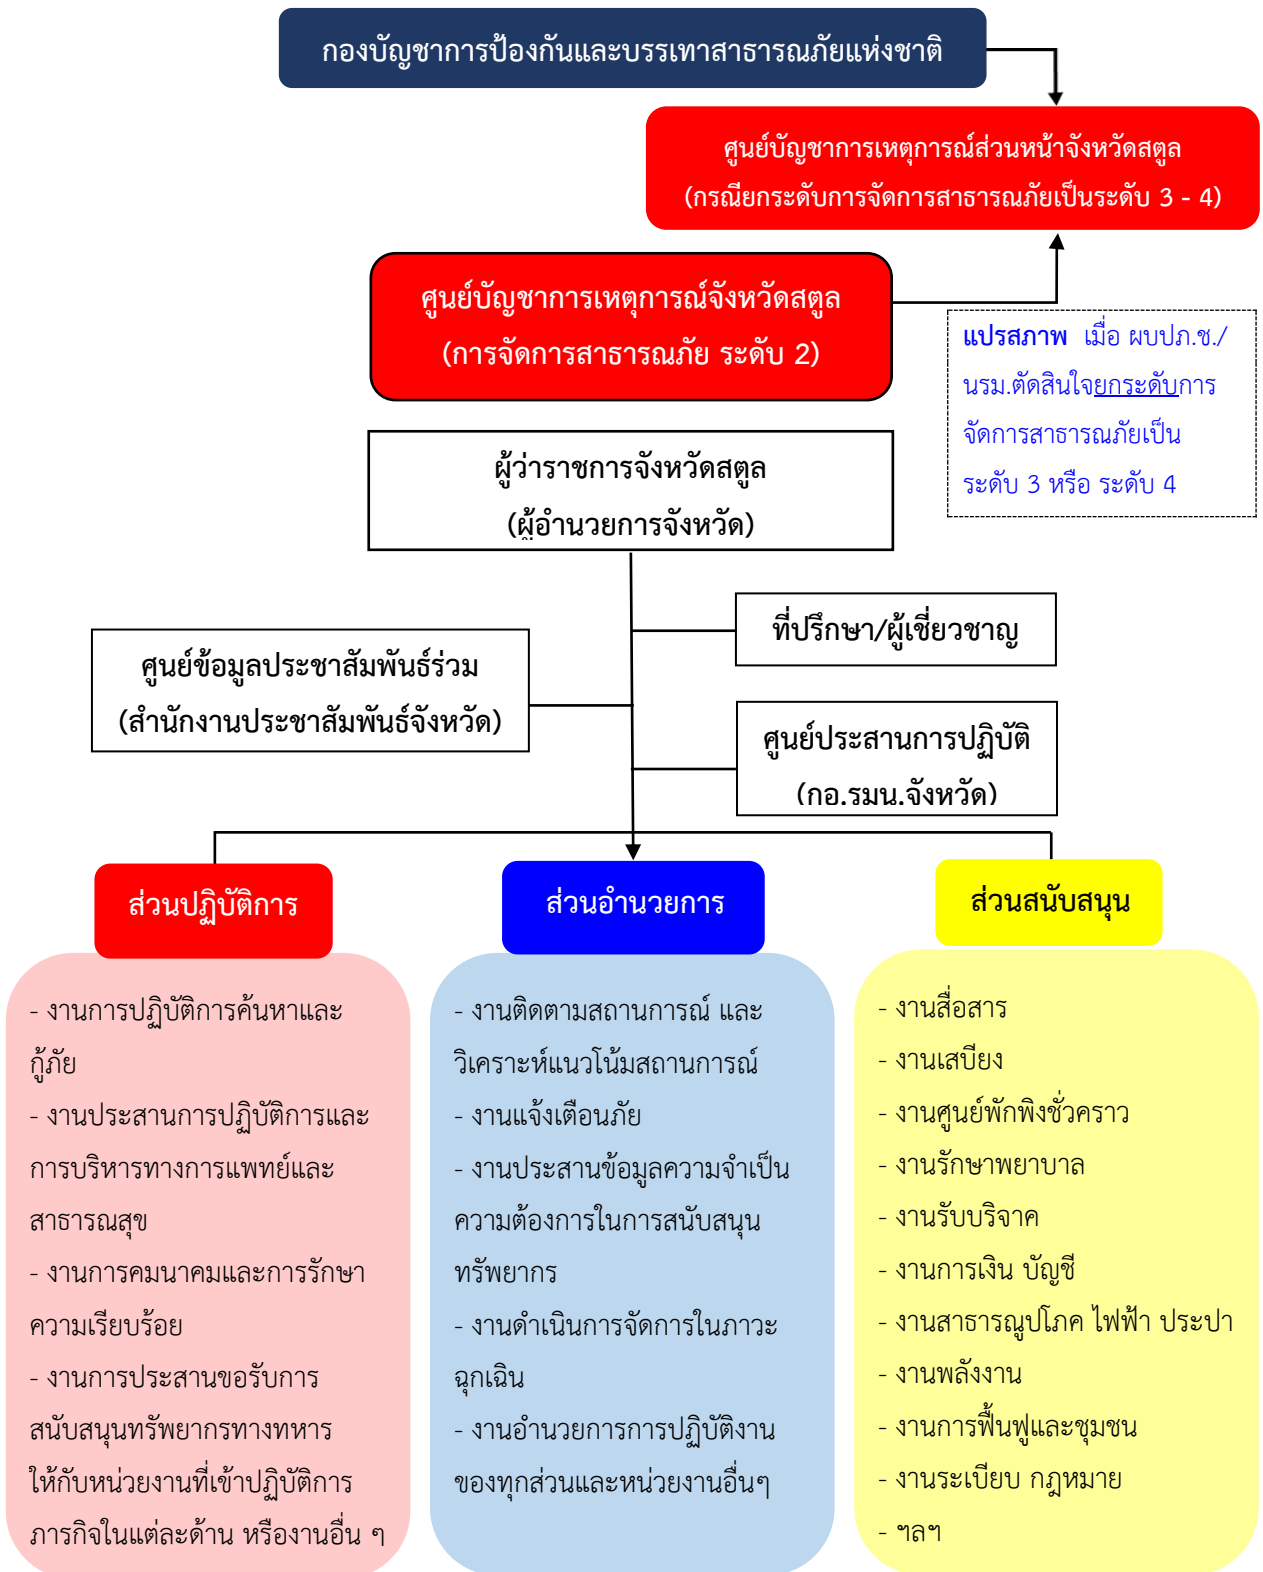 กองบัญชาการป้องกันและบรรเทาสาธารณภัยแห่งชาติ
ศูนย์บัญชาการเหตุการณ์ส่วนหน้าจังหวัดสตูล
(กรณียกระดับการจัดการสาธารณภัยเป็นระดับ 3 - 4)
ศูนย์บัญชาการเหตุการณ์จังหวัดสตูล
(การจัดการสาธารณภัย ระดับ 2)
แปรสภาพ เมื่อ ผบปภ.ช./
นรม.ตัดสินใจยกระดับการ
จัดการสาธารณภัยเป็น
ระดับ 3 หรือ ระดับ 4
ผู้ว่าราชการจังหวัดสตูล
(ผู้อำนวยการจังหวัด)
ที่ปรึกษา/ผู้เชี่ยวชาญ
ศูนย์ข้อมูลประชาสัมพันธ์ร่วม
(สำนักงานประชาสัมพันธ์จังหวัด)
ศูนย์ประสานการปฏิบัติ
(กอ.รมน.จังหวัด)
ส่วนปฏิบัติการ
- งานการปฏิบัติการค้นหาและ
กู้ภัย
- งานประสานการปฏิบัติการและ
การบริหารทางการแพทย์และ
สาธารณสุข
- งานการคมนาคมและการรักษา
ความเรียบร้อย
- งานการประสานขอรับการ
สนับสนุนทรัพยากรทางทหาร
ให้กับหน่วยงานที่เข้าปฏิบัติการ
ภารกิจในแต่ละด้าน หรืองานอื่น ๆ
ส่วนอำนวยการ
- งานติดตามสถานการณ์ และ
วิเคราะห์แนวโน้มสถานการณ์
- งานแจ้งเตือนภัย
- งานประสานข้อมูลความจำเป็น
ความต้องการในการสนับสนุน
ทรัพยากร
- งานดำเนินการจัดการในภาวะ
ฉุกเฉิน
- งานอำนวยการการปฏิบัติงาน
ของทุกส่วนและหน่วยงานอื่นๆ
ส่วนสนับสนุน
- งานสื่อสาร
- งานเสบียง
- งานศูนย์พักพิงชั่วคราว
- งานรักษาพยาบาล
- งานรับบริจาค
- งานการเงิน บัญชี
- งานสาธารณูปโภค ไฟฟ้า ประปา
- งานพลังงาน
- งานการฟื้นฟูและชุมชน
- งานระเบียบ กฎหมาย
- ฯลฯ